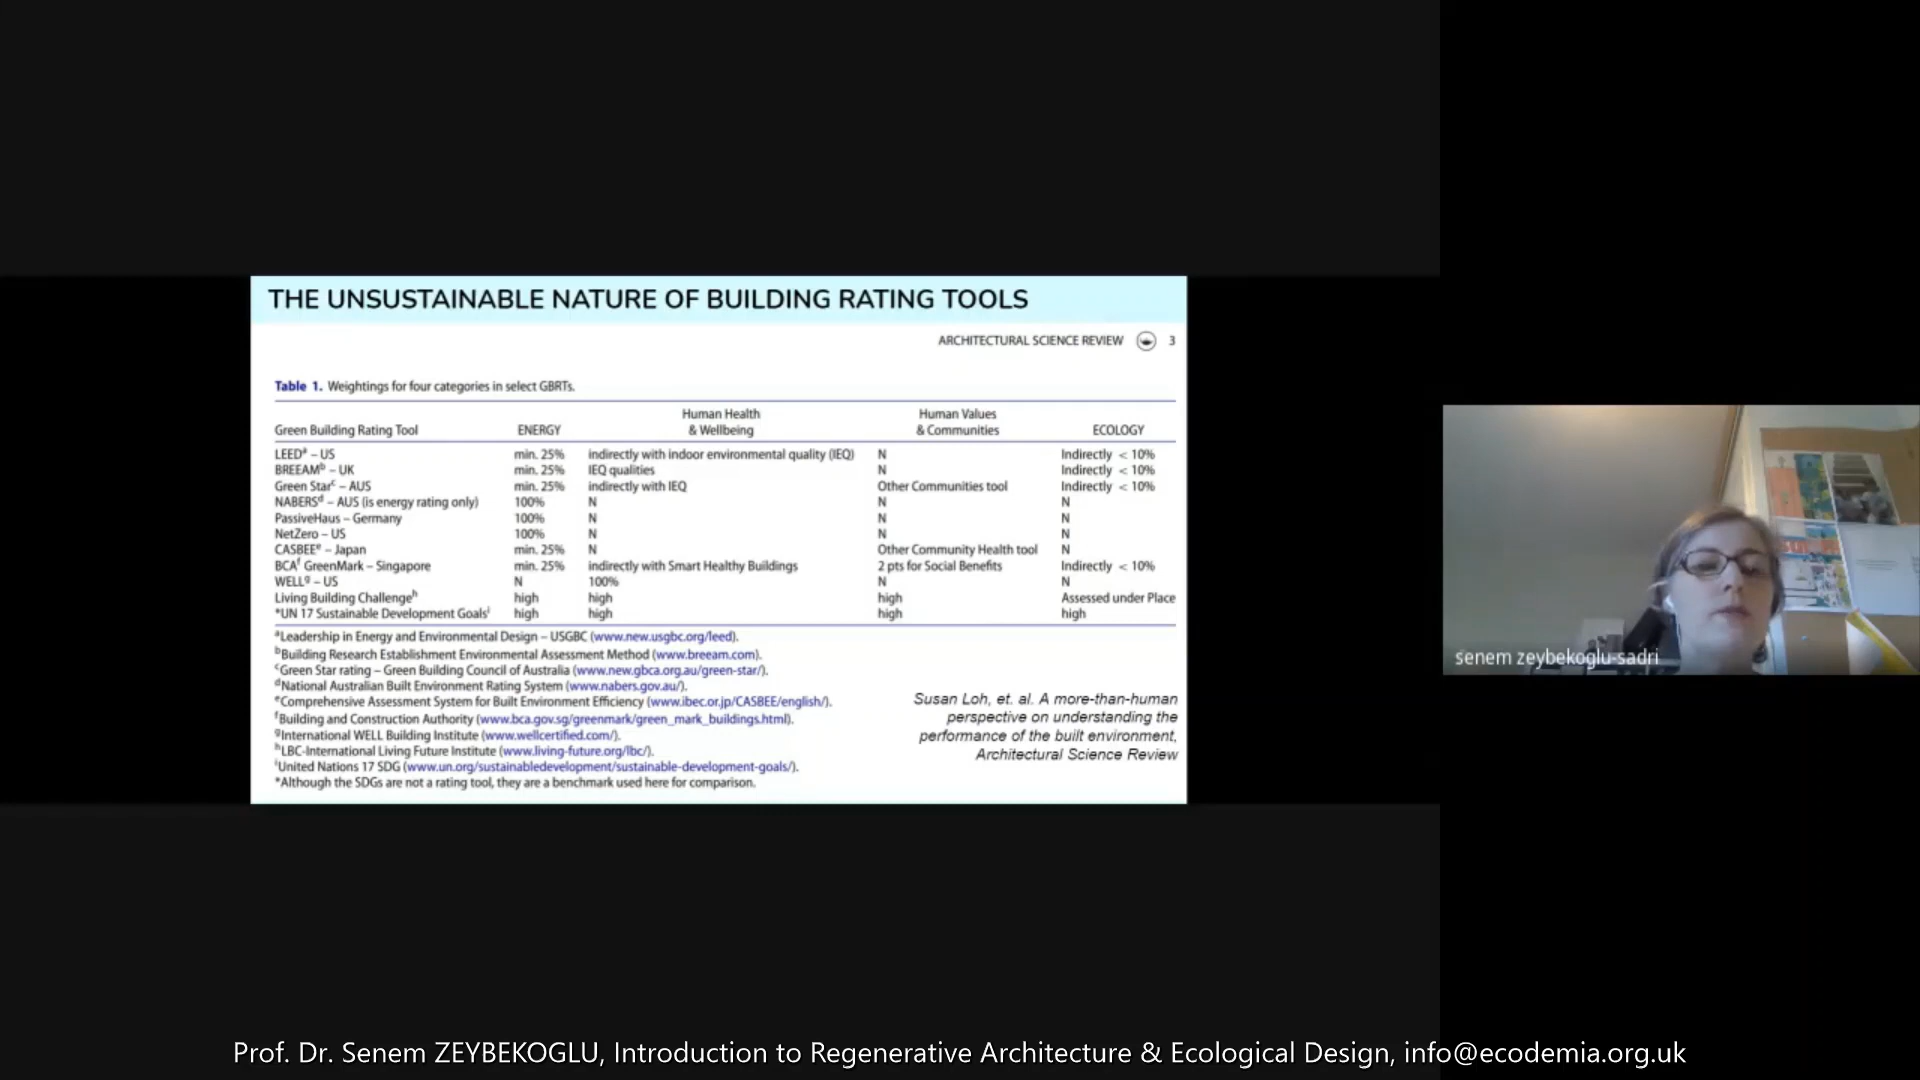 THE UNSUSTAINABLE NATURE OF BUILDING RATING TOOLS
ARCHITECTURAL SCIENCE REVIEW 3
Table 1. Weightings for four categories in select GBRTs.
Green Building Rating Tool ENERGY Human Health & Wellbeing Human Values & Communities ECOLOGY
LEEDᵃ – US min. 25% indirectly with indoor environmental quality (IEQ) N Indirectly < 10%
BREEAMᵇ – UK min. 25% IEQ qualities N Indirectly < 10%
Green Starᶜ – AUS min. 25% indirectly with IEQ Other Communities tool Indirectly < 10%
NABERSᵈ – AUS (is energy rating only) 100% N N N
PassiveHaus – Germany 100% N N N
NetZero – US 100% N N N
CASBEEᵉ – Japan min. 25% N Other Community Health tool N
BCAᶠ GreenMark – Singapore min. 25% indirectly with Smart Healthy Buildings 2 pts for Social Benefits Indirectly < 10%
WELLᵍ – US N 100% N N
Living Building Challengeʰ high high high Assessed under Place
*UN 17 Sustainable Development Goalsⁱ high high high high
ᵃLeadership in Energy and Environmental Design – USGBC (www.new.usgbc.org/leed).
ᵇBuilding Research Establishment Environmental Assessment Method (www.breeam.com).
ᶜGreen Star rating – Green Building Council of Australia (www.new.gbca.org.au/green-star/).
ᵈNational Australian Built Environment Rating System (www.nabers.gov.au/).
ᵉComprehensive Assessment System for Built Environment Efficiency (www.ibec.or.jp/CASBEE/english/).
ᶠBuilding and Construction Authority (www.bca.gov.sg/greenmark/green_mark_buildings.html).
ᵍInternational WELL Building Institute (www.wellcertified.com/).
ʰLBC-International Living Future Institute (www.living-future.org/lbc/).
ⁱUnited Nations 17 SDG (www.un.org/sustainabledevelopment/sustainable-development-goals/).
*Although the SDGs are not a rating tool, they are a benchmark used here for comparison.
Susan Loh, et. al. A more-than-human
perspective on understanding the
performance of the built environment,
Architectural Science Review
senem zeybekoglu-sadri
Prof. Dr. Senem ZEYBEKOGLU, Introduction to Regenerative Architecture & Ecological Design, info@ecodemia.org.uk